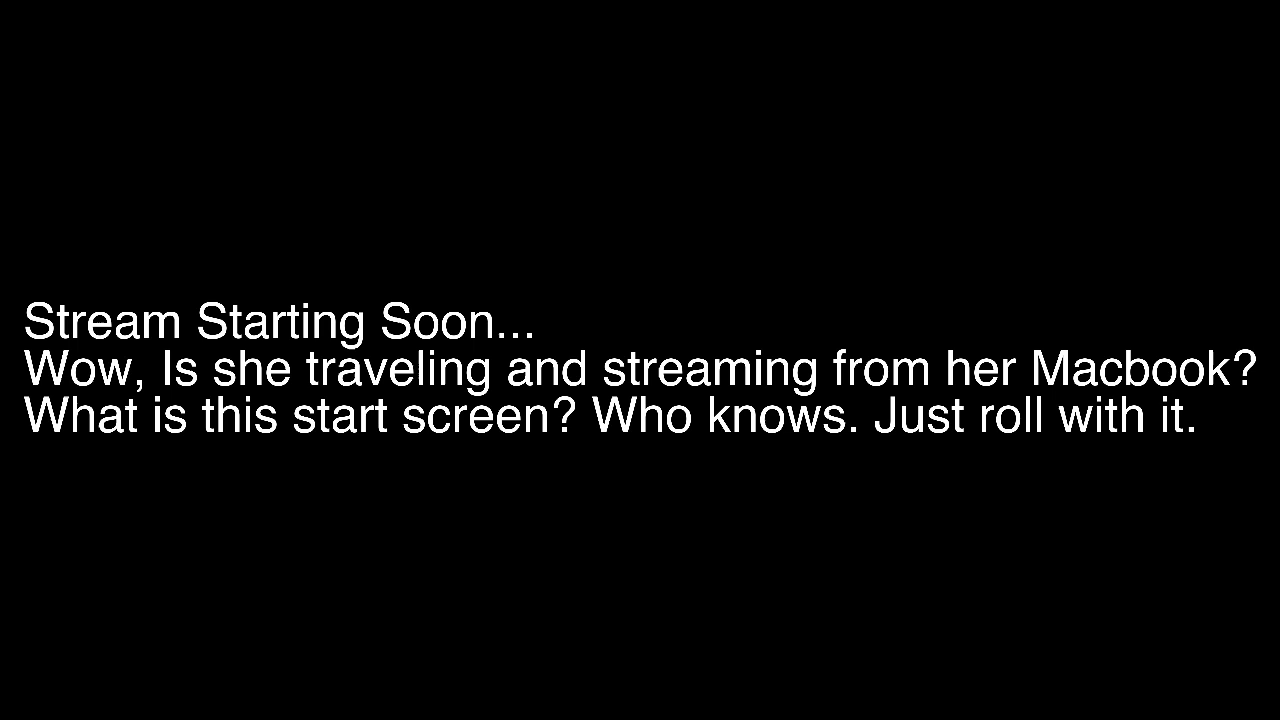 Stream Starting Soon...
Wow, Is she traveling and streaming from her Macbook?
What is this start screen? Who knows. Just roll with it.